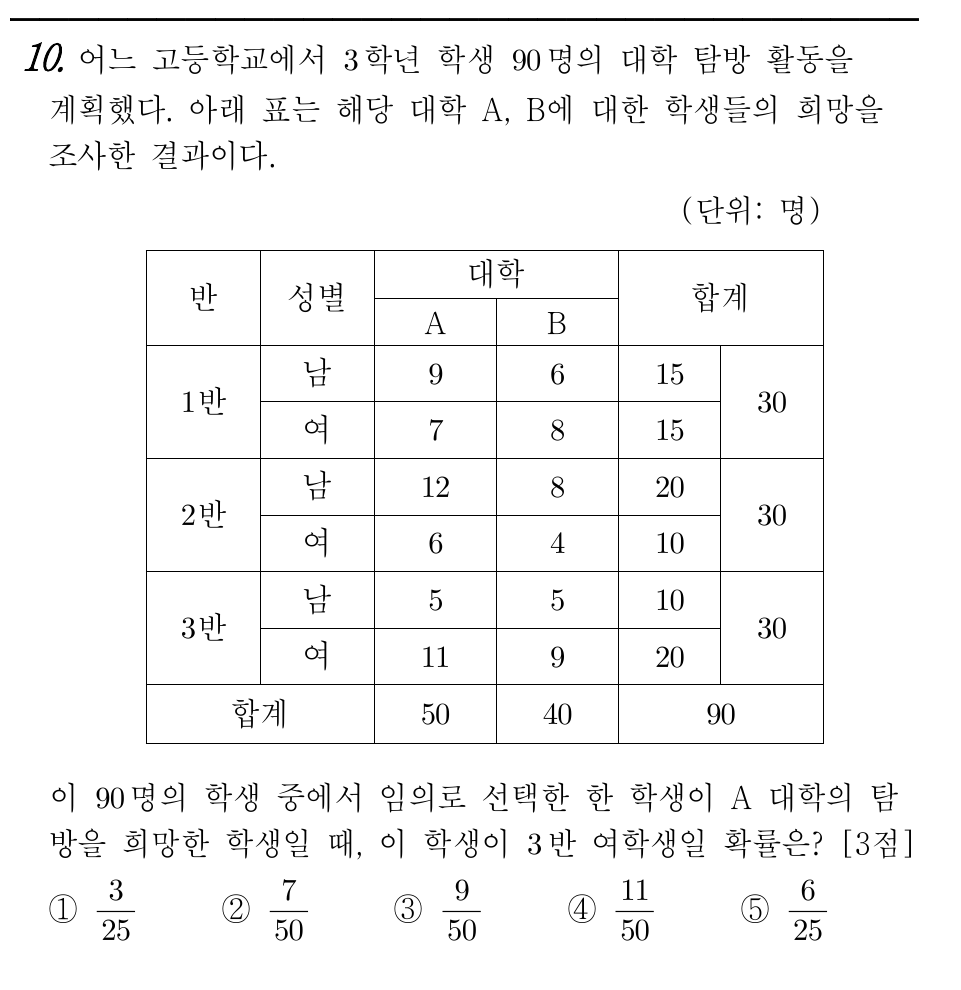 10. 어느 고등학교에서 3학년 학생 90명의 대학 탐방 활동을
계획했다. 아래 표는 해당 대학 A, B에 대한 학생들의 희망을
조사한 결과이다.
(단위: 명)
반 성별 대학 합계
A B
1반 남 9 6 15 30
여 7 8 15
2반 남 12 8 20 30
여 6 4 10
3반 남 5 5 10 30
여 11 9 20
합계 50 40 90
이 90명의 학생 중에서 임의로 선택한 한 학생이 A 대학의 탐
방을 희망한 학생일 때, 이 학생이 3반 여학생일 확률은? [3점]
① 3/25 ② 7/50 ③ 9/50 ④ 11/50 ⑤ 6/25